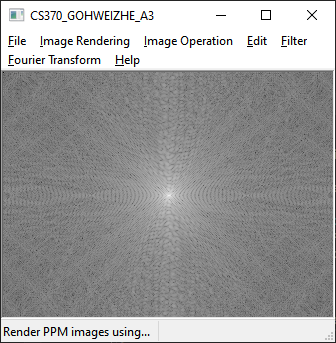 CS370_GOHWEIZHE_A3
File Image Rendering Image Operation Edit Filter
Fourier Transform Help
Render PPM images using...